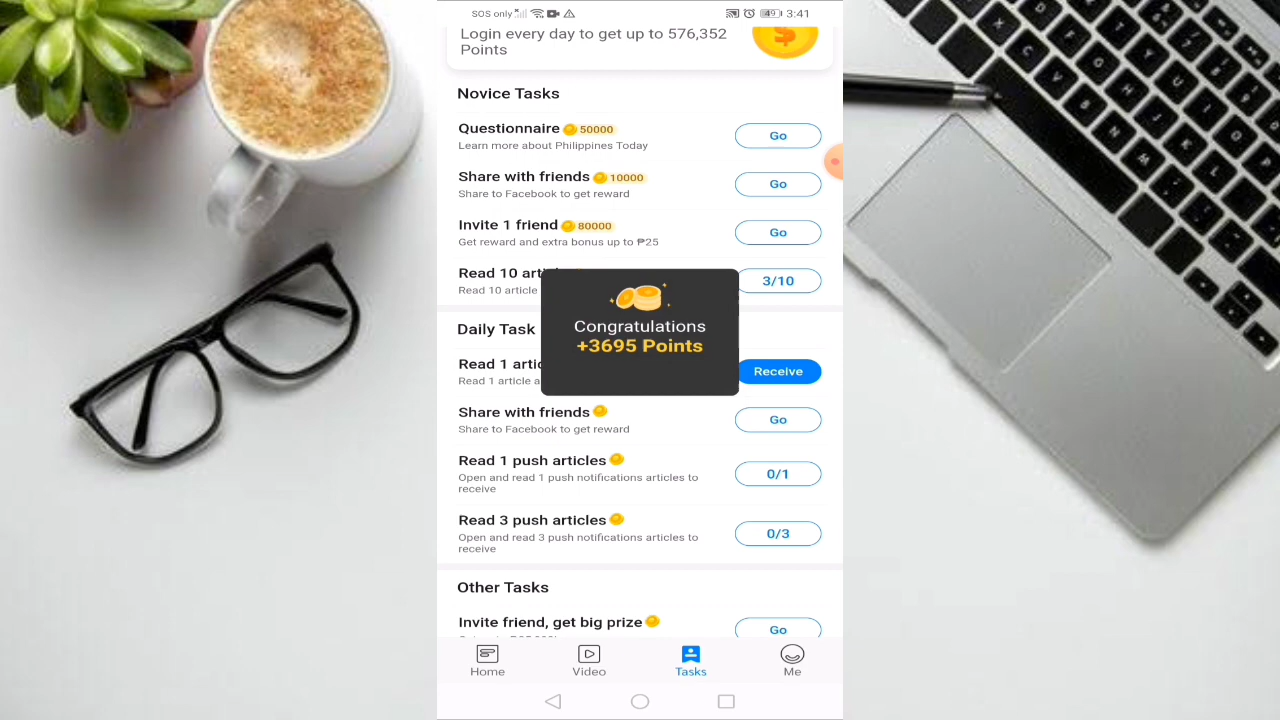 SOS only
49
3:41
Login every day to get up to 576,352
Points
Novice Tasks
Questionnaire 50000
Learn more about Philippines Today
Go
Share with friends 10000
Share to Facebook to get reward
Go
Invite 1 friend 80000
Get reward and extra bonus up to ₱25
Go
Read 10
Read 10 article
3/10
Congratulations
+3695 Points
Daily Task
Read 1
Read 1 article
Receive
Share with friends
Share to Facebook to get reward
Go
Read 1 push articles
Open and read 1 push notifications articles to
receive
0/1
Read 3 push articles
Open and read 3 push notifications articles to
receive
0/3
Other Tasks
Invite friend, get big prize
Go
Home
Video
Tasks
Me